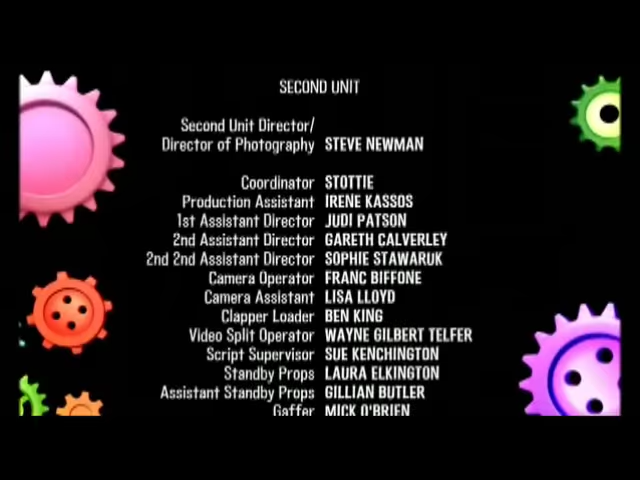 SECOND UNIT
Second Unit Director/
Director of Photography STEVE NEWMAN
Coordinator STOTTIE
Production Assistant IRENE KASSOS
1st Assistant Director JUDI PATSON
2nd Assistant Director GARETH CALVERLEY
2nd 2nd Assistant Director SOPHIE STAWARUK
Camera Operator FRANC BIFFONE
Camera Assistant LISA LLOYD
Clapper Loader BEN KING
Video Split Operator WAYNE GILBERT TELFER
Script Supervisor SUE KENCHINGTON
Standby Props LAURA ELKINGTON
Assistant Standby Props GILLIAN BUTLER
Gaffer MICK O'BRIEN